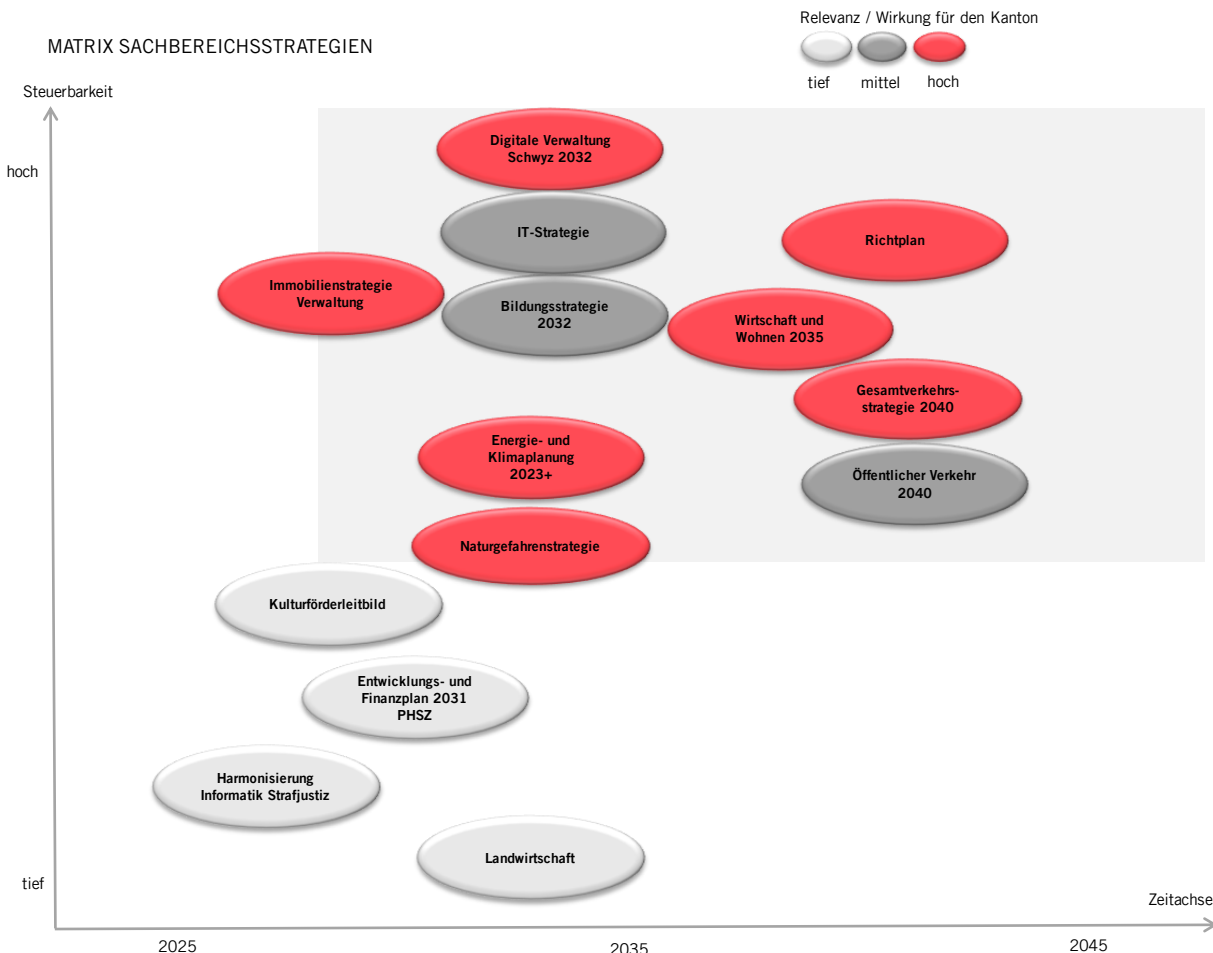 Relevanz / Wirkung für den Kanton
MATRIX SACHBEREICHSSTRATEGIEN
tief
mittel
hoch
Steuerbarkeit
hoch
Digitale Verwaltung
Schwyz 2032
IT-Strategie
Richtplan
Immobilienstrategie
Verwaltung
Bildungsstrategie
2032
Wirtschaft und
Wohnen 2035
Gesamtverkehrs-
strategie 2040
Energie- und
Klimaplanung
2023+
Öffentlicher Verkehr
2040
Naturgefahrenstrategie
Kulturförderleitbild
Entwicklungs- und
Finanzplan 2031
PHSZ
Harmonisierung
Informatik Strafjustiz
Landwirtschaft
tief
Zeitachse
2025
2035
2045